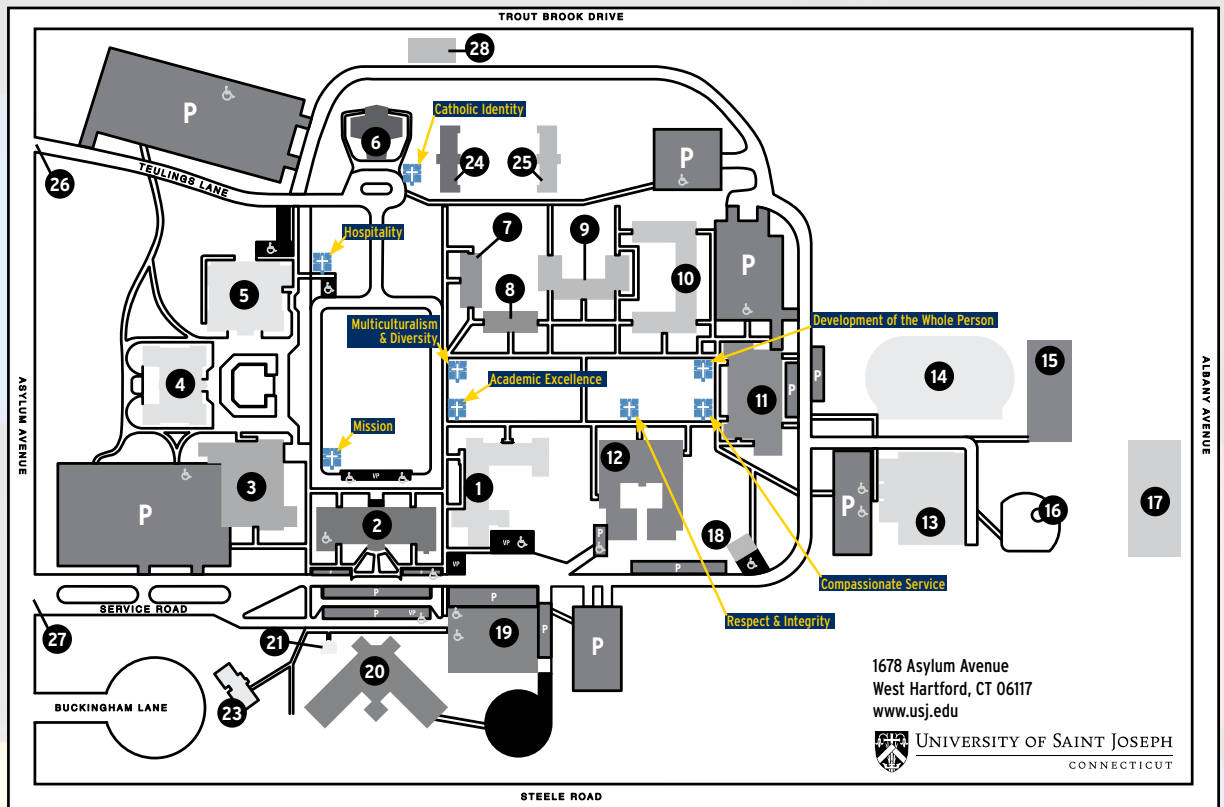 TROUT BROOK DRIVE
28
P
Catholic Identity
6
24
25
P
26
TEULINGS LANE
Hospitality
7
9
5
8
10
P
Multiculturalism
& Diversity
Development of the Whole Person
4
Academic Excellence
11
P
P
14
15
ASYLUM AVENUE
ALBANY AVENUE
Mission
VP
3
1
12
P
P
2
13
16
17
VP
P
18
VP
P
Compassionate Service
SERVICE ROAD
P
P
P
VP
Respect & Integrity
27
21
19
P
P
20
23
BUCKINGHAM LANE
1678 Asylum Avenue
West Hartford, CT 06117
www.usj.edu
UNIVERSITY OF SAINT JOSEPH
CONNECTICUT
STEELE ROAD